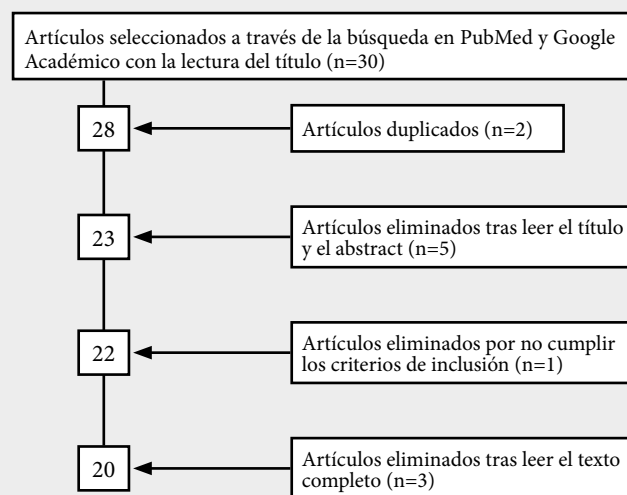 Artículos seleccionados a través de la búsqueda en PubMed y Google
Académico con la lectura del título (n=30)
28
Artículos duplicados (n=2)
23
Artículos eliminados tras leer el título
y el abstract (n=5)
22
Artículos eliminados por no cumplir
los criterios de inclusión (n=1)
20
Artículos eliminados tras leer el texto
completo (n=3)